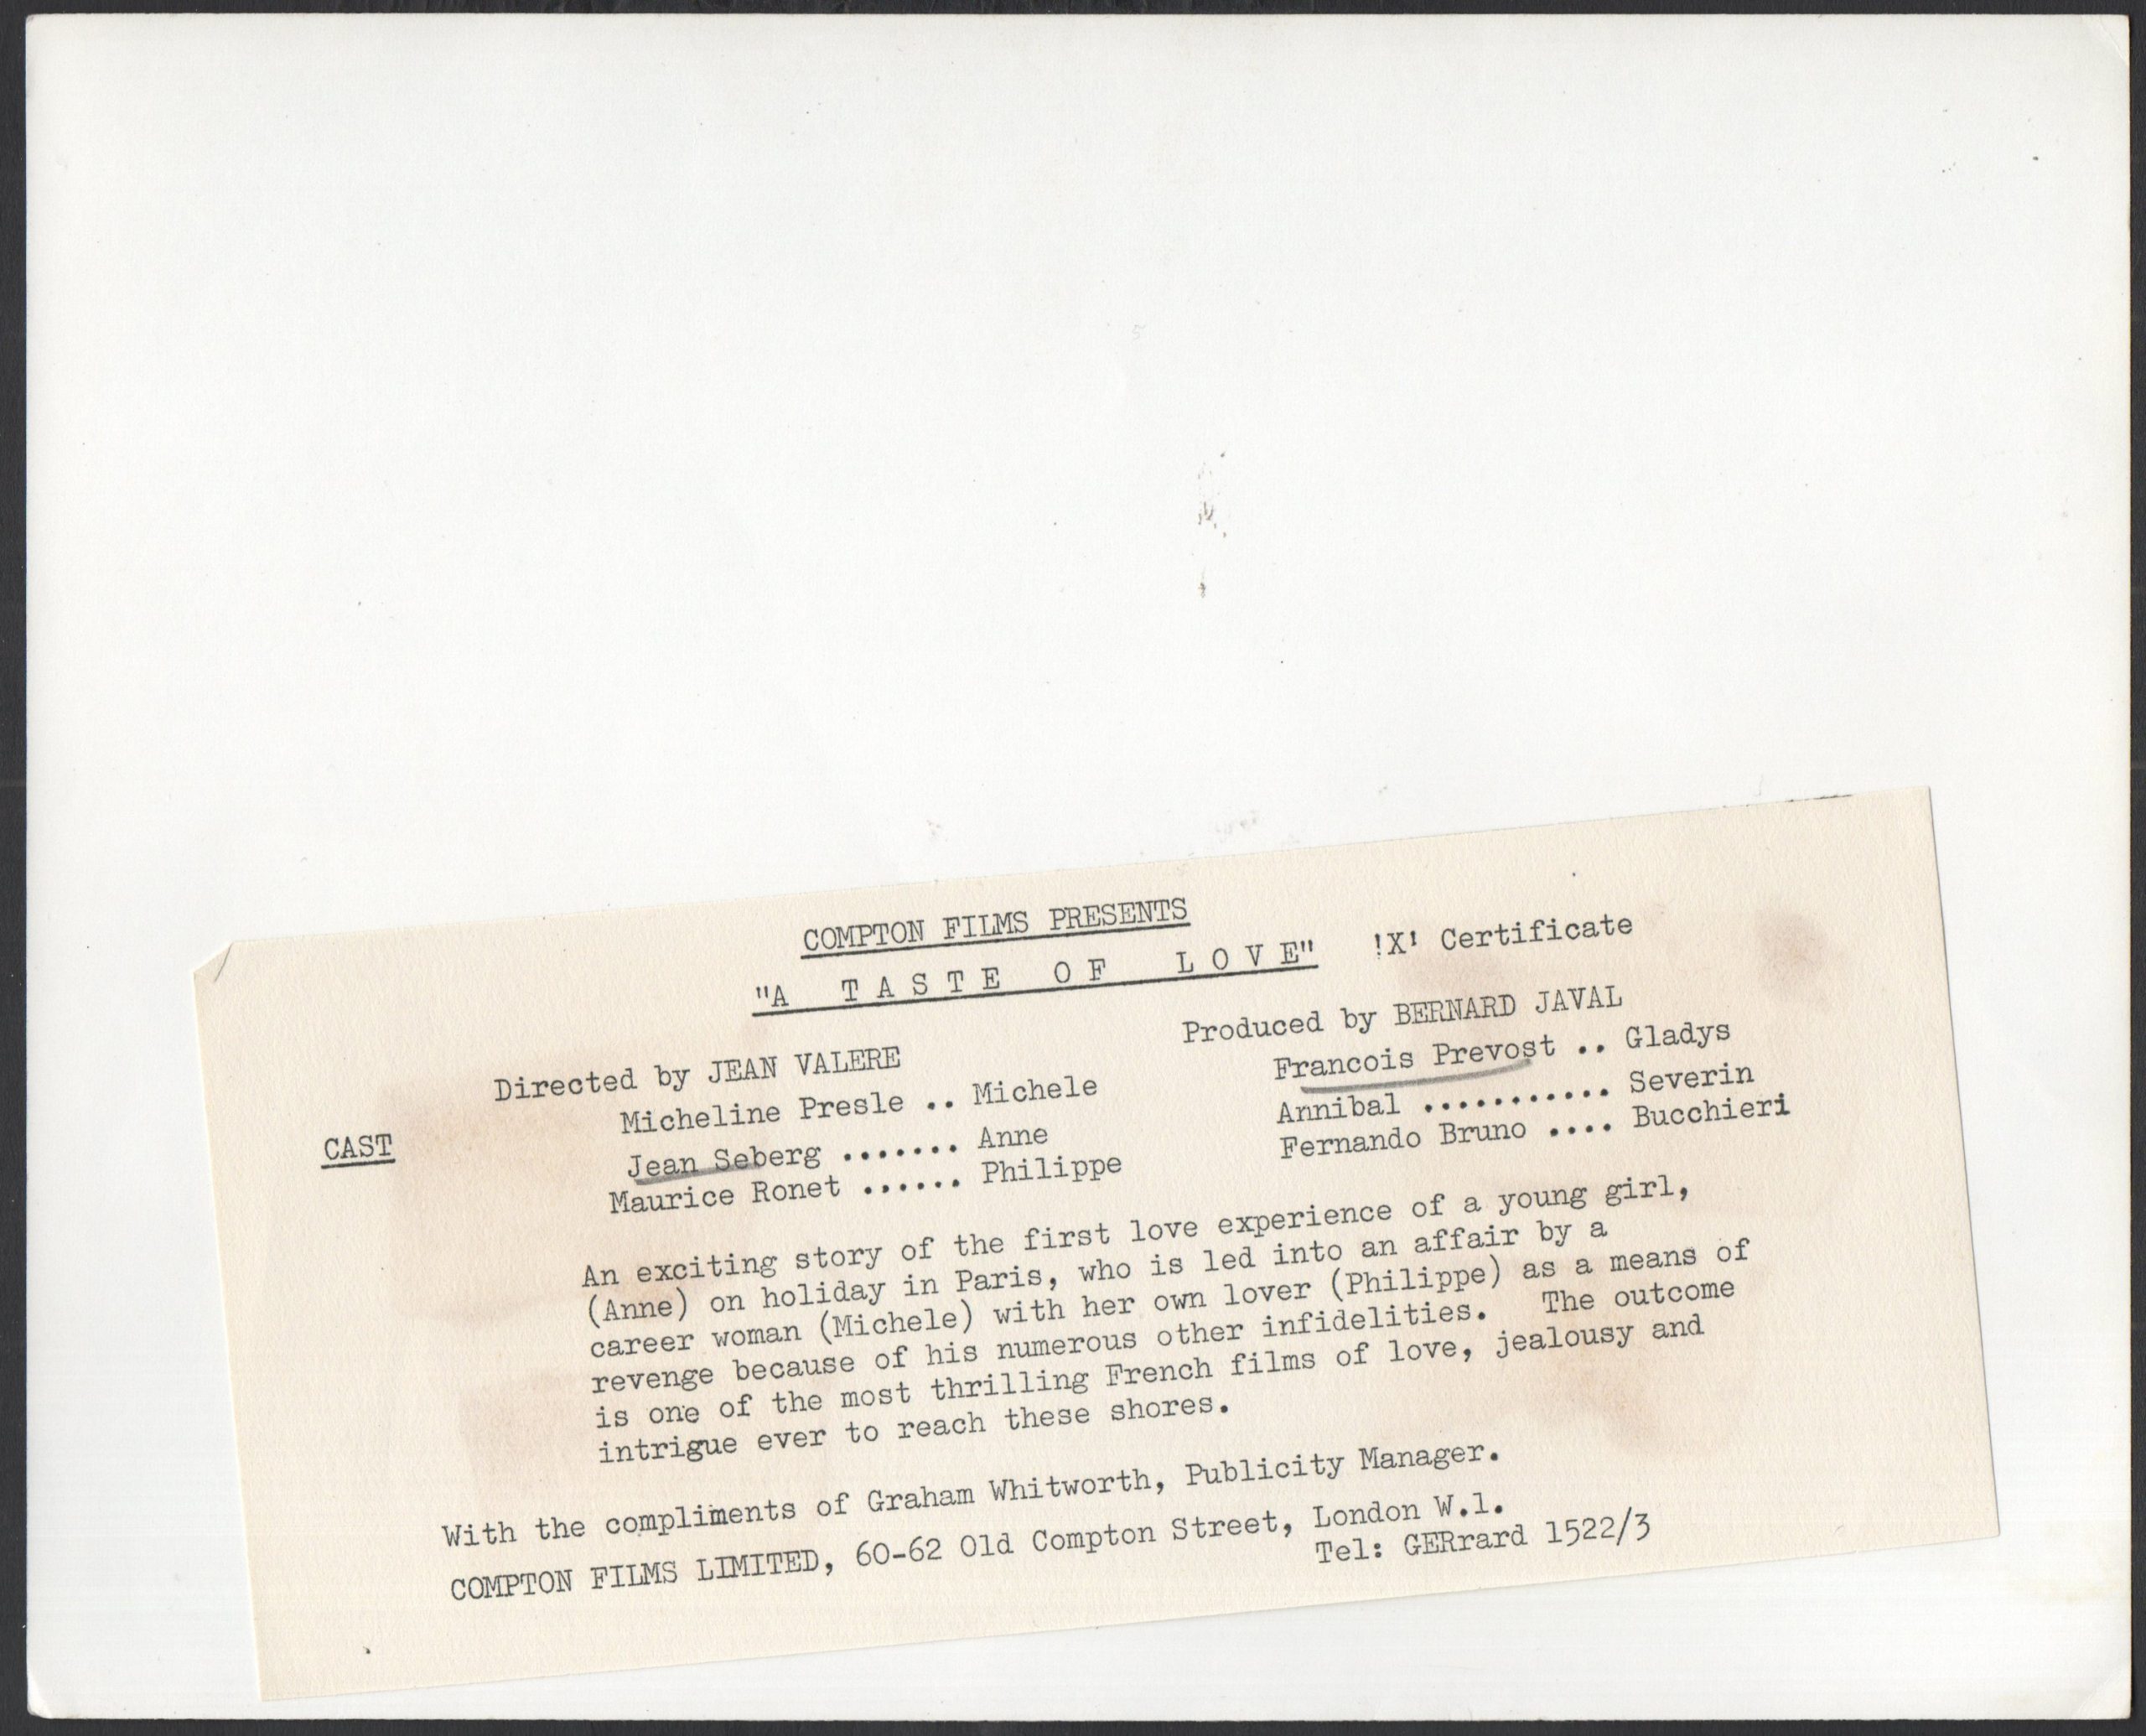 COMPTON FILMS PRESENTS
"A TASTE OF LOVE" 'X' Certificate
Directed by JEAN VALERE Produced by BERNARD JAVAL
CAST
Micheline Presle .. Michele
Jean Seberg ....... Anne
Maurice Ronet ...... Philippe
Francois Prevost .. Gladys
Annibal ........... Severin
Fernando Bruno .... Bucchieri
An exciting story of the first love experience of a young girl,
(Anne) on holiday in Paris, who is led into an affair by a
career woman (Michele) with her own lover (Philippe) as a means of
revenge because of his numerous other infidelities. The outcome
is one of the most thrilling French films of love, jealousy and
intrigue ever to reach these shores.
With the compliments of Graham Whitworth, Publicity Manager.
COMPTON FILMS LIMITED, 60-62 Old Compton Street, London W.1.
Tel: GERrard 1522/3